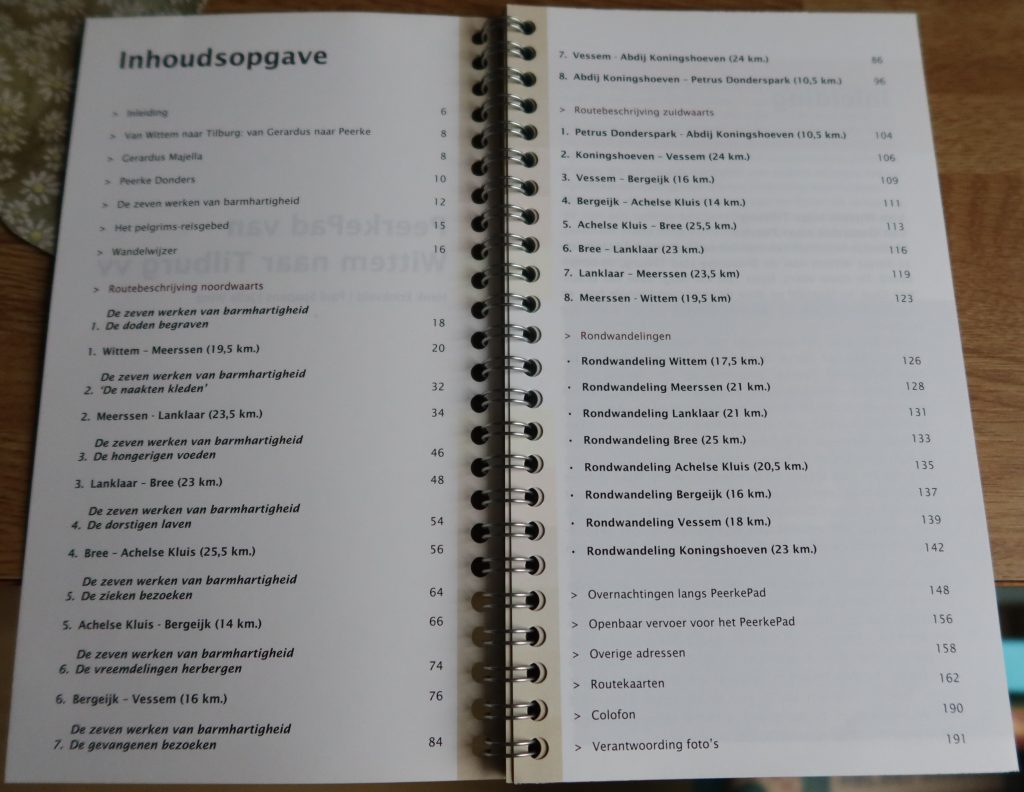 Inhoudsopgave
> Inleiding 6
> Van Wittem naar Tilburg: van Gerardus naar Peerke 8
> Gerardus Majella 8
> Peerke Donders 10
> De zeven werken van barmhartigheid 12
> Het pelgrims-reisgebed 15
> Wandelwijzer 16
> Routebeschrijving noordwaarts
De zeven werken van barmhartigheid
1. De doden begraven 18
1. Wittem – Meerssen (19,5 km.) 20
De zeven werken van barmhartigheid
2. ‘De naakten kleden’ 32
2. Meerssen - Lanklaar (23,5 km.) 34
De zeven werken van barmhartigheid
3. De hongerigen voeden 46
3. Lanklaar – Bree (23 km.) 48
De zeven werken van barmhartigheid
4. De dorstigen laven 54
4. Bree – Achelse Kluis (25,5 km.) 56
De zeven werken van barmhartigheid
5. De zieken bezoeken 64
5. Achelse Kluis - Bergeijk (14 km.) 66
De zeven werken van barmhartigheid
6. De vreemdelingen herbergen 74
6. Bergeijk – Vessem (16 km.) 76
De zeven werken van barmhartigheid
7. De gevangenen bezoeken 84
7. Vessem - Abdij Koningshoeven (24 km.) 86
8. Abdij Koningshoeven – Petrus Donderspark (10,5 km.) 96
> Routebeschrijving zuidwaarts
1. Petrus Donderspark - Abdij Koningshoeven (10,5 km.) 104
2. Koningshoeven – Vessem (24 km.) 106
3. Vessem – Bergeijk (16 km.) 109
4. Bergeijk – Achelse Kluis (14 km.) 111
5. Achelse Kluis – Bree (25,5 km.) 113
6. Bree – Lanklaar (23 km.) 116
7. Lanklaar – Meerssen (23,5 km) 119
8. Meerssen - Wittem (19,5 km) 123
> Rondwandelingen
· Rondwandeling Wittem (17,5 km.) 126
· Rondwandeling Meerssen (21 km.) 128
· Rondwandeling Lanklaar (21 km.) 131
· Rondwandeling Bree (25 km.) 133
· Rondwandeling Achelse Kluis (20,5 km.) 135
· Rondwandeling Bergeijk (16 km.) 137
· Rondwandeling Vessem (18 km.) 139
· Rondwandeling Koningshoeven (23 km.) 142
> Overnachtingen langs PeerkePad 148
> Openbaar vervoer voor het PeerkePad 156
> Overige adressen 158
> Routekaarten 162
> Colofon 190
> Verantwoording foto’s 191